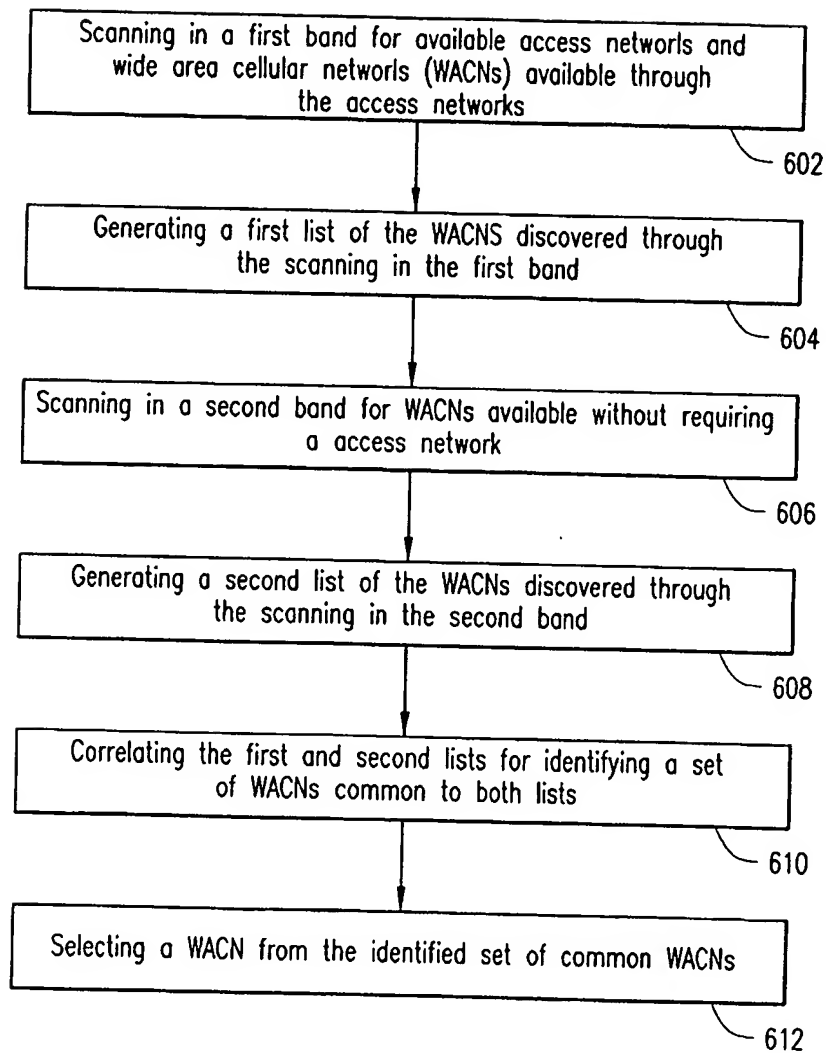 Scanning in a first band for available access networls and
wide area cellular networls (WACNs) available through
the access networks
602
Generating a first list of the WACNS discovered through
the scanning in the first band
604
Scanning in a second band for WACNs available without requiring
a access network
606
Generating a second list of the WACNs discovered through
the scanning in the second band
608
Correlating the first and second lists for identifying a set
of WACNs common to both lists
610
Selecting a WACN from the identified set of common WACNs
612